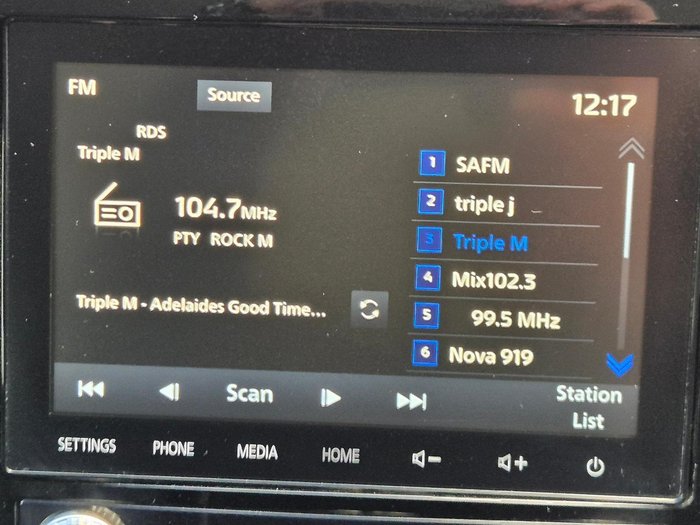 FM
Source
12:17
RDS
Triple M
104.7MHz
PTY ROCK M
Triple M - Adelaides Good Time...
1 SAFM
2 triple j
3 Triple M
4 Mix102.3
5 99.5 MHz
6 Nova 919
Scan
Station
List
SETTINGS
PHONE
MEDIA
HOME